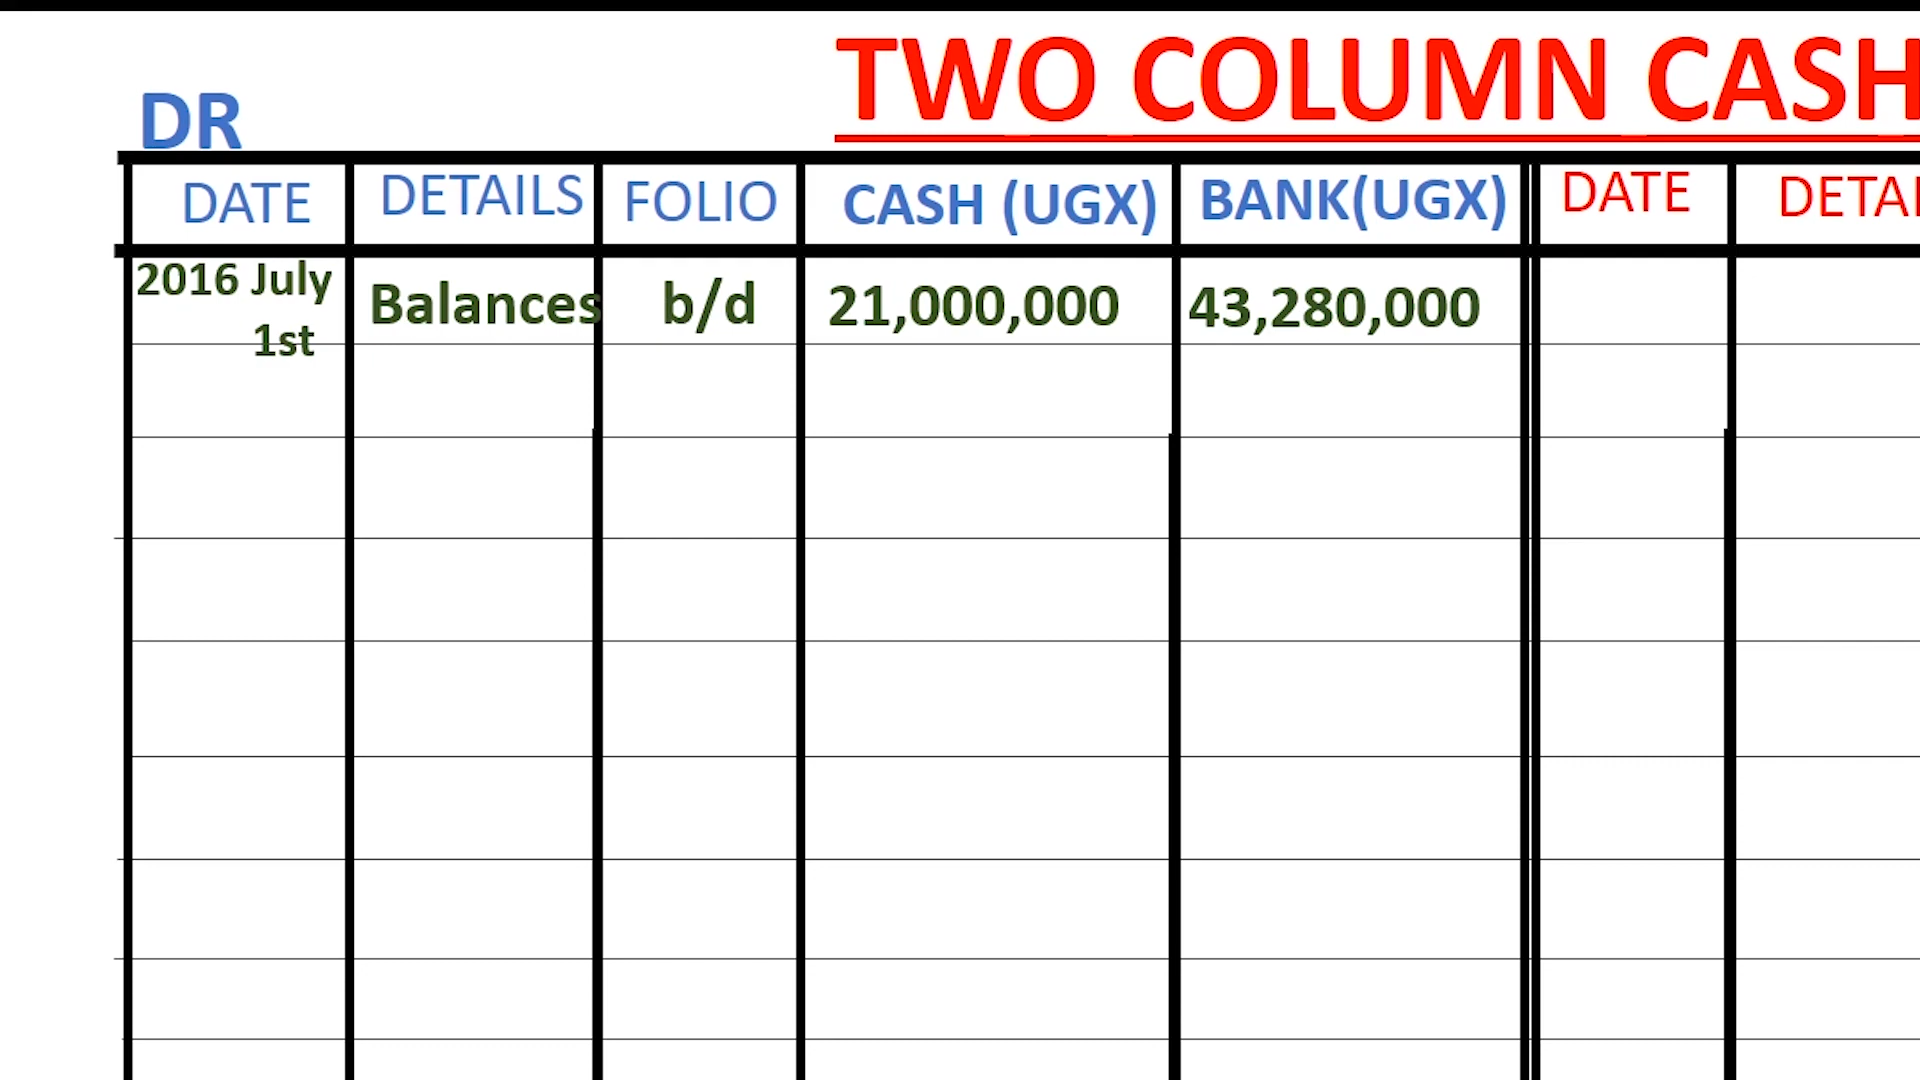 TWO COLUMN CASH
DR
DATE DETAILS FOLIO CASH (UGX) BANK(UGX) DATE
2016 July
1st
Balances b/d 21,000,000 43,280,000